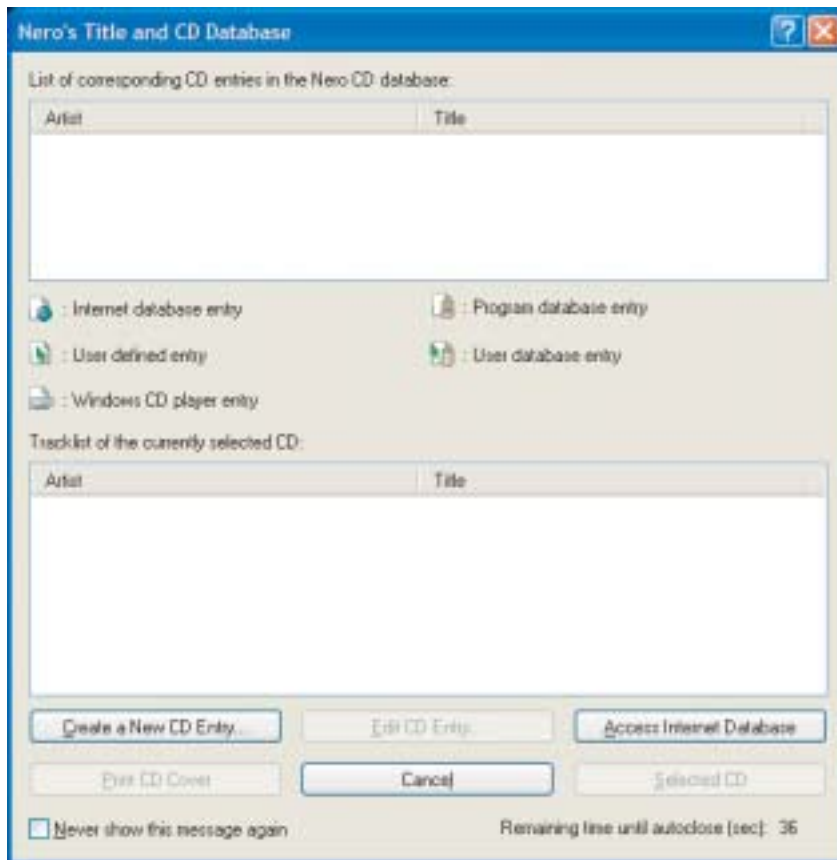 Nero's Title and CD Database
List of corresponding CD entries in the Nero CD database:
Artist Title
: Internet database entry : Program database entry
: User defined entry : User database entry
: Windows CD player entry
Tracklist of the currently selected CD:
Artist Title
Create a New CD Entry... Edit CD Entry... Access Internet Database
Print CD Cover Cancel Selected CD
Never show this message again Remaining time until autoclose (sec): 36